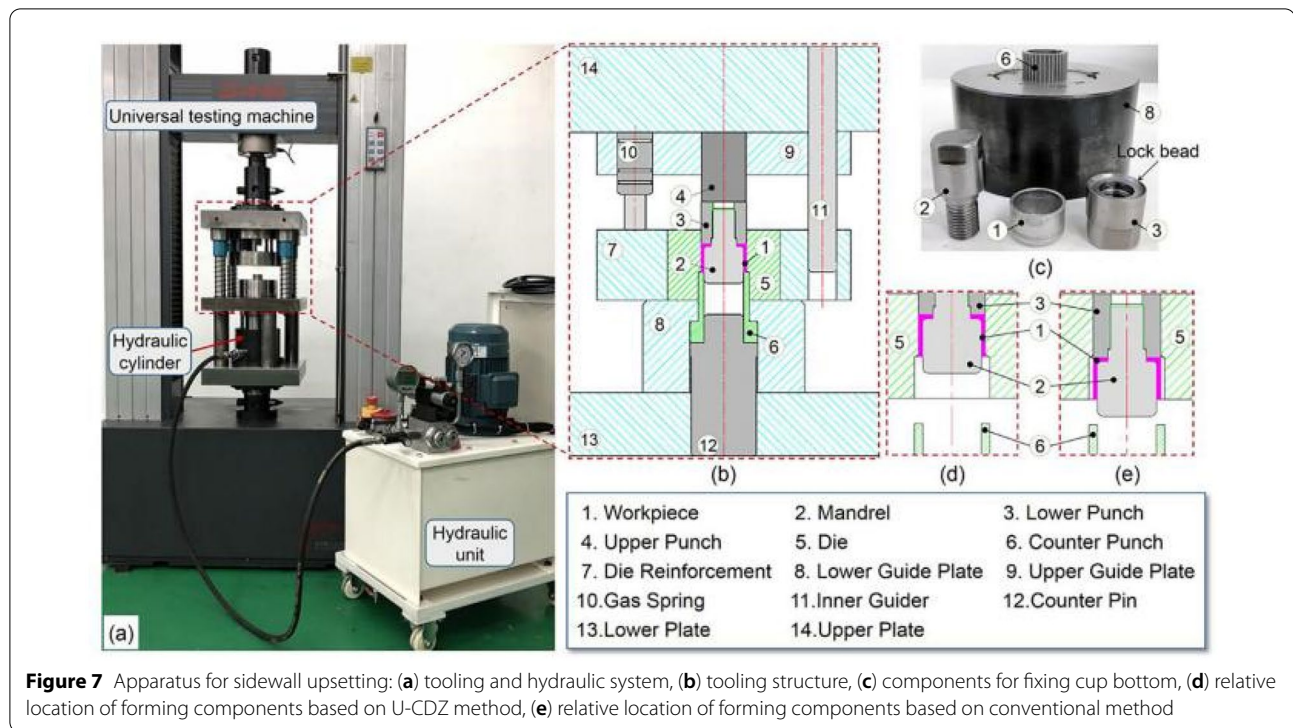 Universal testing machine
Hydraulic
cylinder
Hydraulic
unit
(a)
14
10
9
4
11
3
7
1
2
5
8
6
13
12
(b)
6
8
Lock bead
2
1
3
(c)
3
1
5
2
6
5
(d)
(e)
1. Workpiece 2. Mandrel 3. Lower Punch
4. Upper Punch 5. Die 6. Counter Punch
7. Die Reinforcement 8. Lower Guide Plate 9. Upper Guide Plate
10.Gas Spring 11.Inner Guider 12.Counter Pin
13.Lower Plate 14.Upper Plate
Figure 7 Apparatus for sidewall upsetting: (a) tooling and hydraulic system, (b) tooling structure, (c) components for fixing cup bottom, (d) relative
location of forming components based on U-CDZ method, (e) relative location of forming components based on conventional method